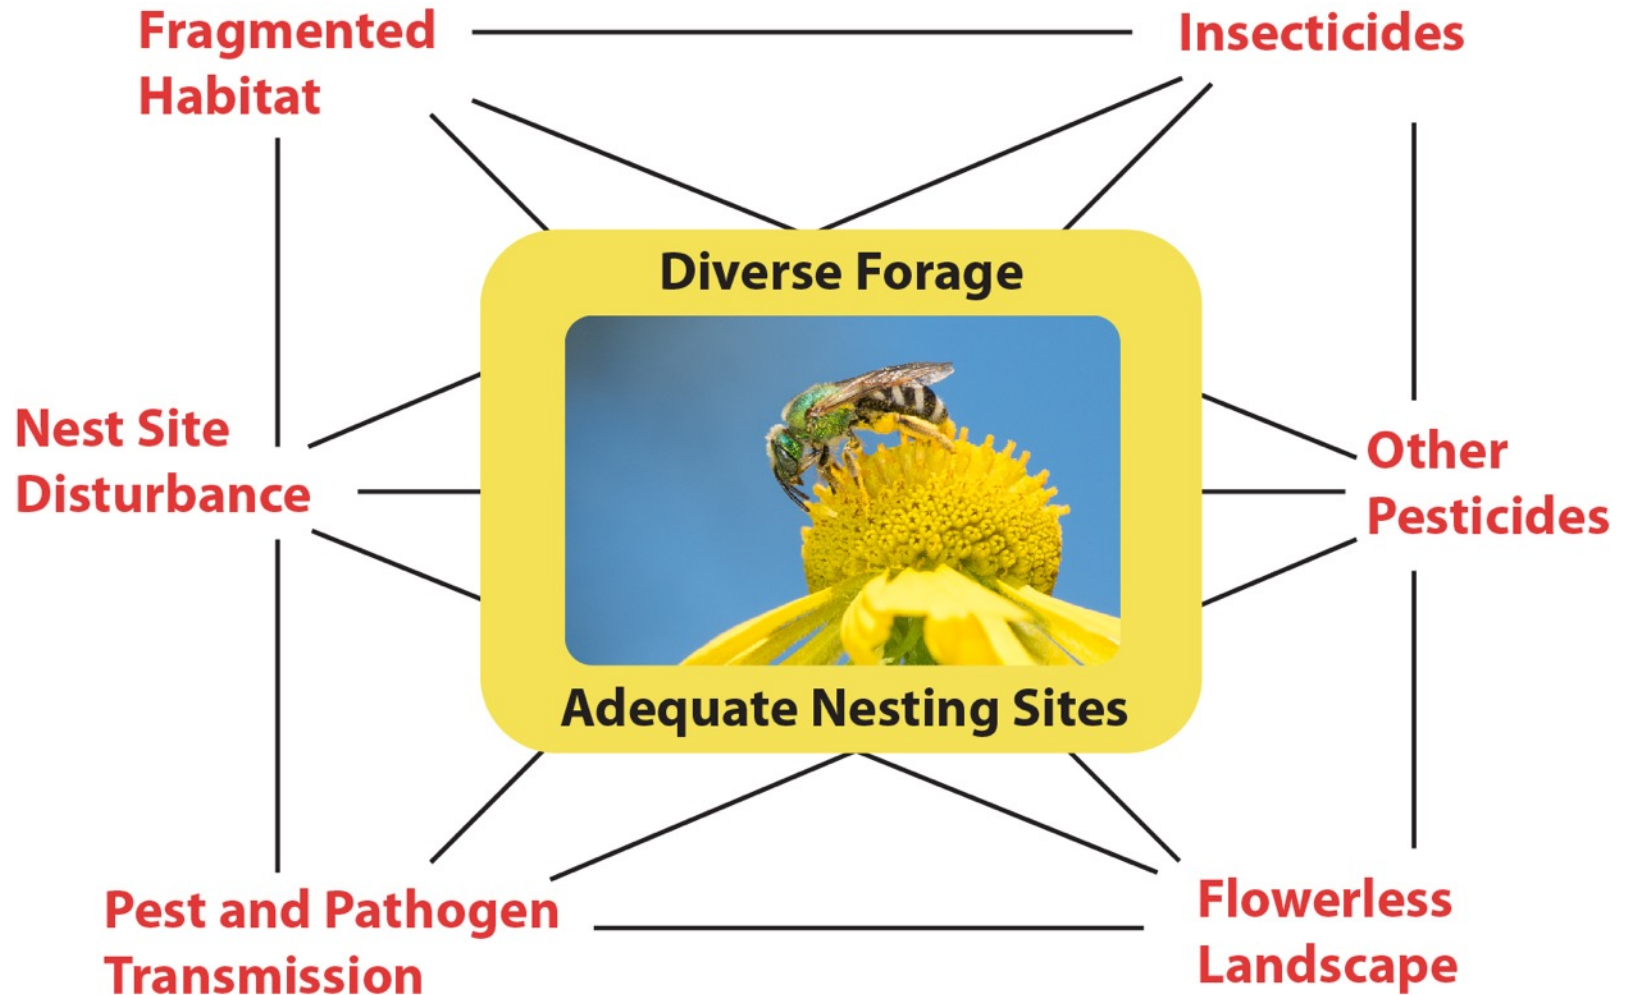 Fragmented
Habitat
Insecticides
Diverse Forage
Nest Site
Disturbance
Other
Pesticides
Adequate Nesting Sites
Pest and Pathogen
Transmission
Flowerless
Landscape